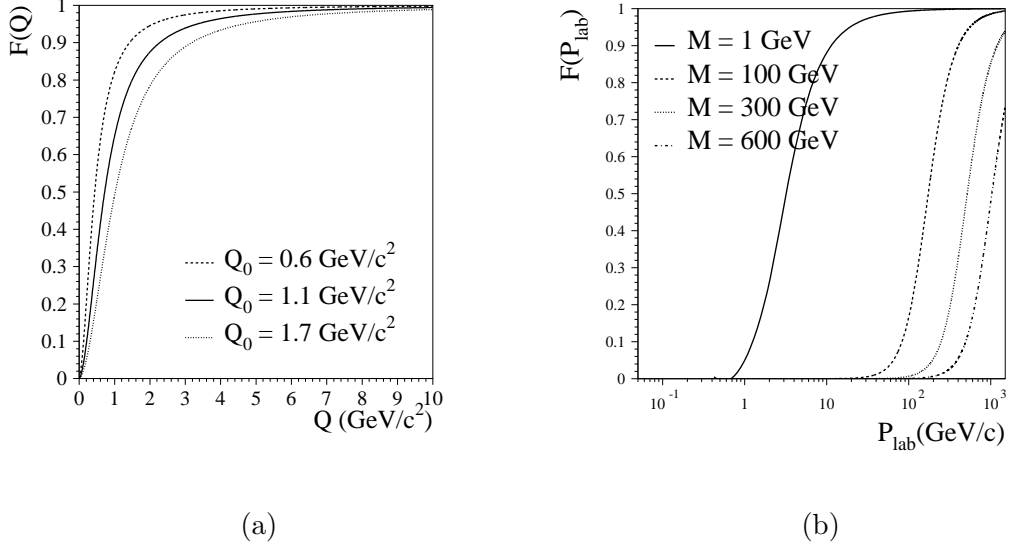 F(Q)
1
0.9
0.8
0.7
0.6
0.5
0.4
0.3
0.2
0.1
0
Q₀ = 0.6 GeV/c²
Q₀ = 1.1 GeV/c²
Q₀ = 1.7 GeV/c²
0 1 2 3 4 5 6 7 8 9 10
Q (GeV/c²)
(a)
F(P_lab)
1
0.9
0.8
0.7
0.6
0.5
0.4
0.3
0.2
0.1
0
M = 1 GeV
M = 100 GeV
M = 300 GeV
M = 600 GeV
10⁻¹ 1 10 10² 10³
P_lab(GeV/c)
(b)